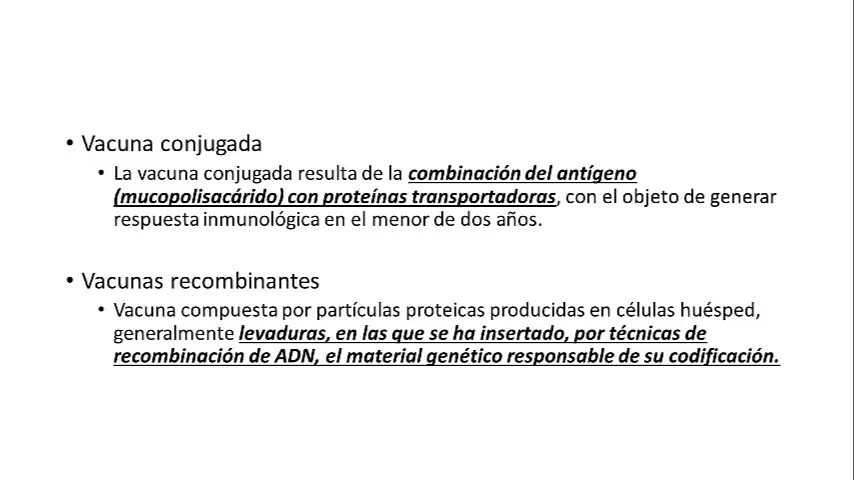 • Vacuna conjugada
• La vacuna conjugada resulta de la combinación del antígeno
(mucopolisacárido) con proteínas transportadoras, con el objeto de generar
respuesta inmunológica en el menor de dos años.
• Vacunas recombinantes
• Vacuna compuesta por partículas proteicas producidas en células huésped,
generalmente levaduras, en las que se ha insertado, por técnicas de
recombinación de ADN, el material genético responsable de su codificación.